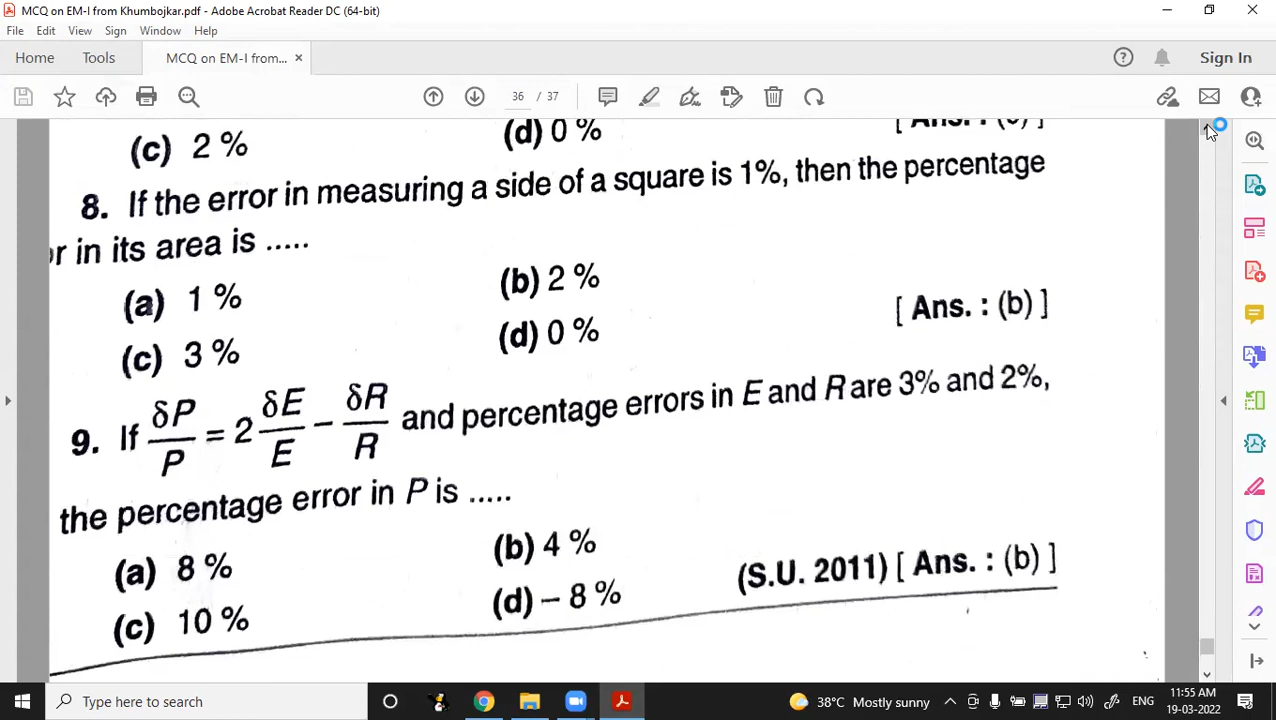 MCQ on EM-I from Khumbojkar.pdf - Adobe Acrobat Reader DC (64-bit)
File Edit View Sign Window Help
Home Tools MCQ on EM-I from... × Sign In
36 / 37
(c) 2 % (d) 0 % [ Ans. : (c) ]
8. If the error in measuring a side of a square is 1%, then the percentage
or in its area is .....
(a) 1 % (b) 2 %
(c) 3 % (d) 0 % [ Ans. : (b) ]
9. If δP/P = 2 δE/E − δR/R and percentage errors in E and R are 3% and 2%,
the percentage error in P is .....
(a) 8 % (b) 4 %
(c) 10 % (d) – 8 % (S.U. 2011) [ Ans. : (b) ]
Type here to search 38°C Mostly sunny ENG 11:55 AM
19-03-2022